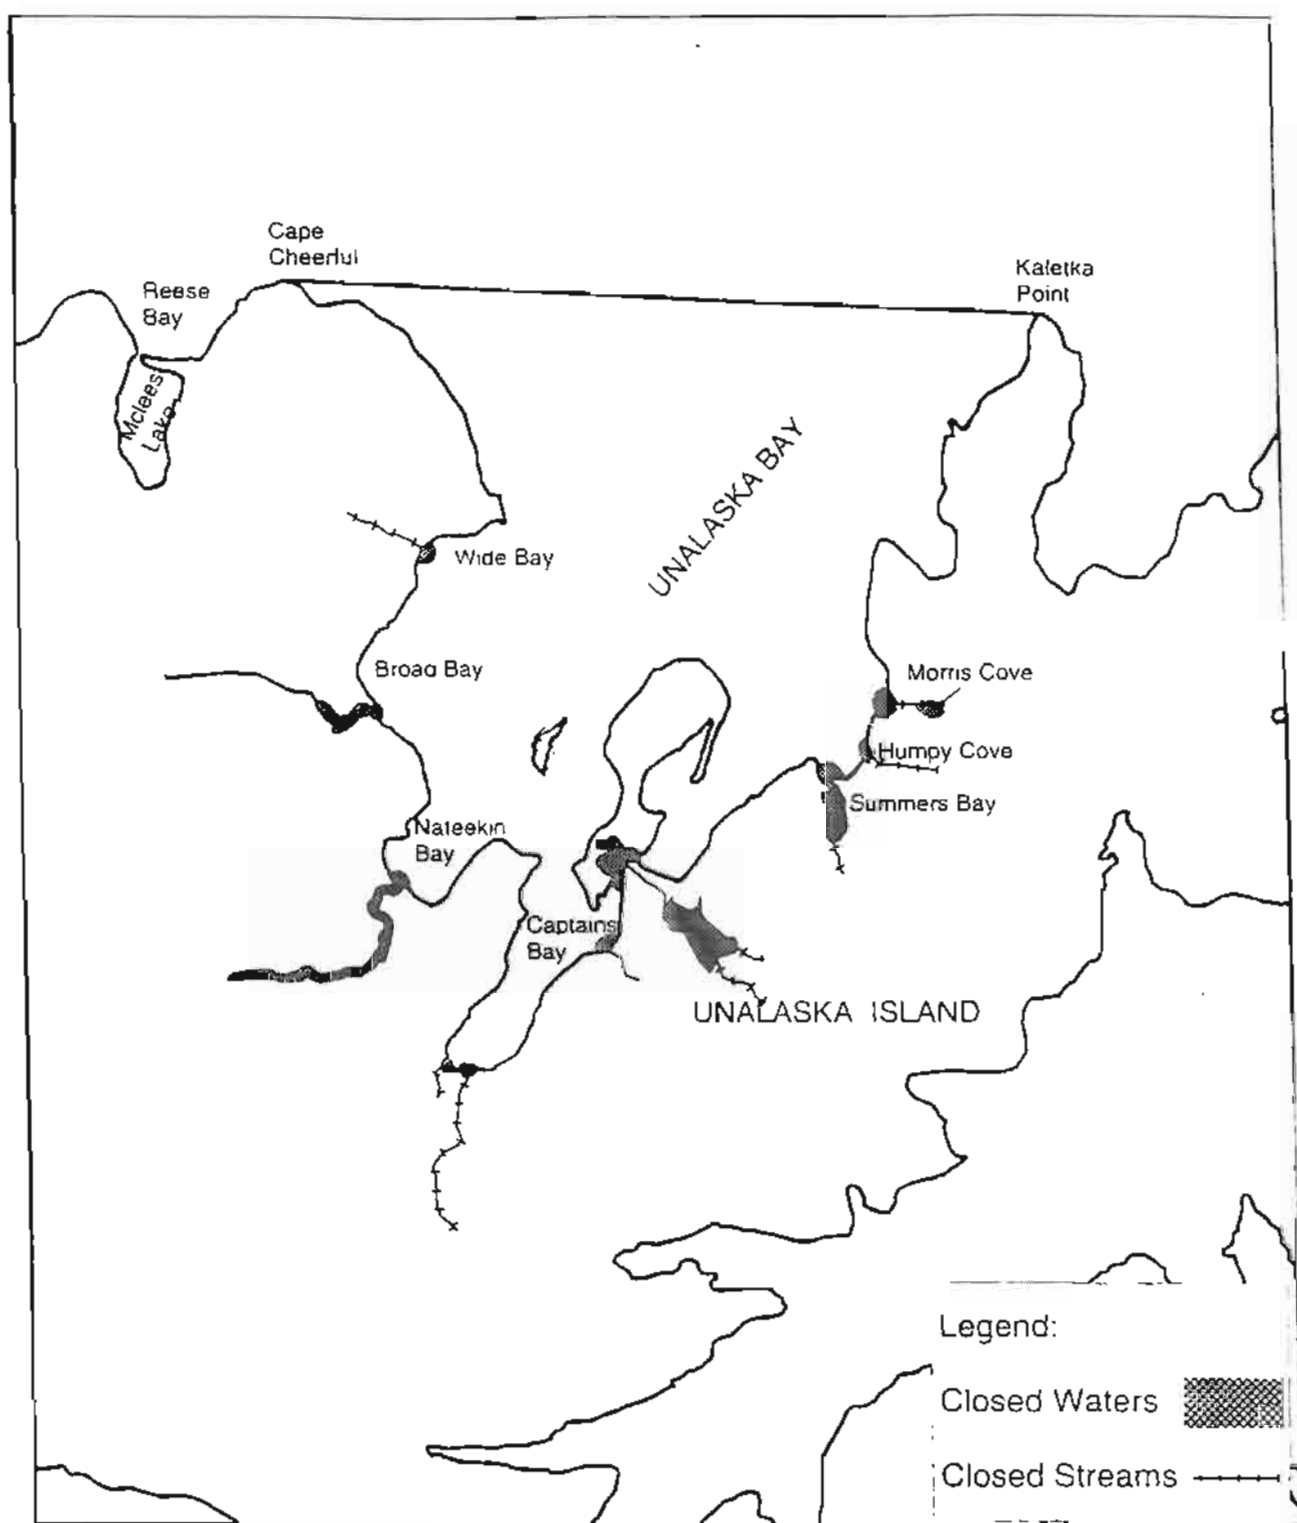 Cape
Cheerful
Kaletka
Point
Reese
Bay
Mclees
Lake
UNALASKA BAY
Wide Bay
Broad Bay
Morris Cove
Humpy Cove
Summers Bay
Nateekin
Bay
Captains
Bay
UNALASKA ISLAND
Legend:
Closed Waters
Closed Streams